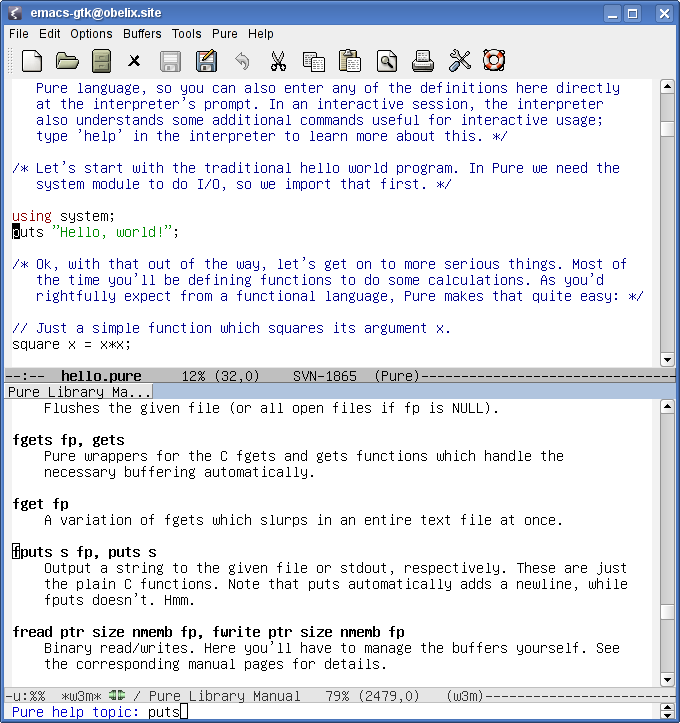 emacs-gtk@obelix.site
File Edit Options Buffers Tools Pure Help
Pure language, so you can also enter any of the definitions here directly
at the interpreter's prompt. In an interactive session, the interpreter
also understands some additional commands useful for interactive usage;
type 'help' in the interpreter to learn more about this. */
/* Let's start with the traditional hello world program. In Pure we need the
system module to do I/O, so we import that first. */
using system;
puts "Hello, world!";
/* Ok, with that out of the way, let's get on to more serious things. Most of
the time you'll be defining functions to do some calculations. As you'd
rightfully expect from a functional language, Pure makes that quite easy: */
// Just a simple function which squares its argument x.
square x = x*x;
--:-- hello.pure 12% (32,0) SVN-1865 (Pure)--------------------------------
Pure Library Ma...
Flushes the given file (or all open files if fp is NULL).
fgets fp, gets
Pure wrappers for the C fgets and gets functions which handle the
necessary buffering automatically.
fget fp
A variation of fgets which slurps in an entire text file at once.
fputs s fp, puts s
Output a string to the given file or stdout, respectively. These are just
the plain C functions. Note that puts automatically adds a newline, while
fputs doesn't. Hmm.
fread ptr size nmemb fp, fwrite ptr size nmemb fp
Binary read/writes. Here you'll have to manage the buffers yourself. See
the corresponding manual pages for details.
-u:%% *w3m* / Pure Library Manual 79% (2479,0) (w3m)------------------------
Pure help topic: puts